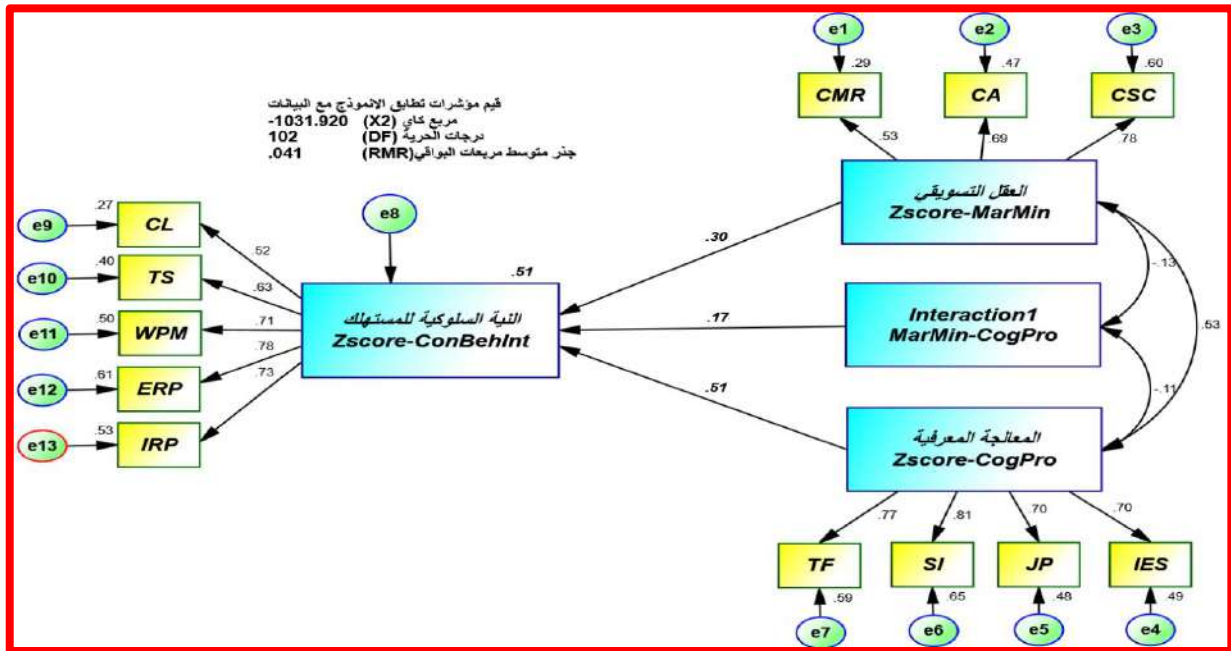 e1
e2
e3
.29
.47
.60
CMR
CA
CSC
.53
.69
.78
قيم مؤشرات تطابق الانموذج مع البيانات
مربع كاي (X2) 1031.920-
درجات الحرية (DF) 102
جذر متوسط مربعات البواقي(RMR) .041
العقل التسويقي
Zscore-MarMin
e8
e9
.27
CL
.52
e10
.40
TS
.63
e11
.50
WPM
.71
e12
.61
ERP
.78
e13
.53
IRP
.73
.51
النية السلوكية للمستهلك
Zscore-ConBehInt
.30
.17
.51
Interaction1
MarMin-CogPro
-.13
.53
-.11
المعالجة المعرفية
Zscore-CogPro
.77
.81
.70
.70
TF
SI
JP
IES
.59
.65
.48
.49
e7
e6
e5
e4